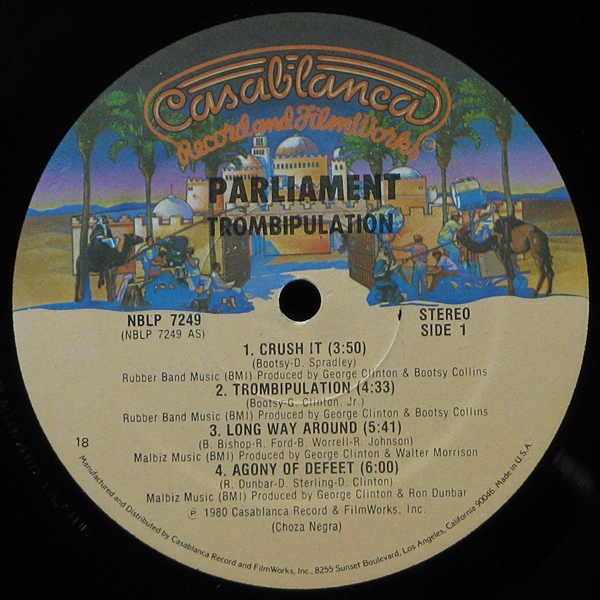 Casablanca
Record and FilmWorks
PARLIAMENT
TROMBIPULATION
NBLP 7249
(NBLP 7249 AS)
STEREO
SIDE 1
1. CRUSH IT (3:50)
(Bootsy-D. Spradley)
Rubber Band Music (BMI) Produced by George Clinton & Bootsy Collins
2. TROMBIPULATION (4:33)
(Bootsy-G. Clinton, Jr.)
Rubber Band Music (BMI) Produced by George Clinton & Bootsy Collins
3. LONG WAY AROUND (5:41)
(B. Bishop-R. Ford-B. Worrell-R. Johnson)
Malbiz Music (BMI) Produced by George Clinton & Walter Morrison
4. AGONY OF DEFEET (6:00)
(R. Dunbar-D. Sterling-D. Clinton)
Malbiz Music (BMI) Produced by George Clinton & Ron Dunbar
℗ 1980 Casablanca Record & FilmWorks, Inc.
(Choza Negra)
18
Manufactured and Distributed by Casablanca Record and FilmWorks, Inc., 8255 Sunset Boulevard, Los Angeles, California 90046. Made in U.S.A.